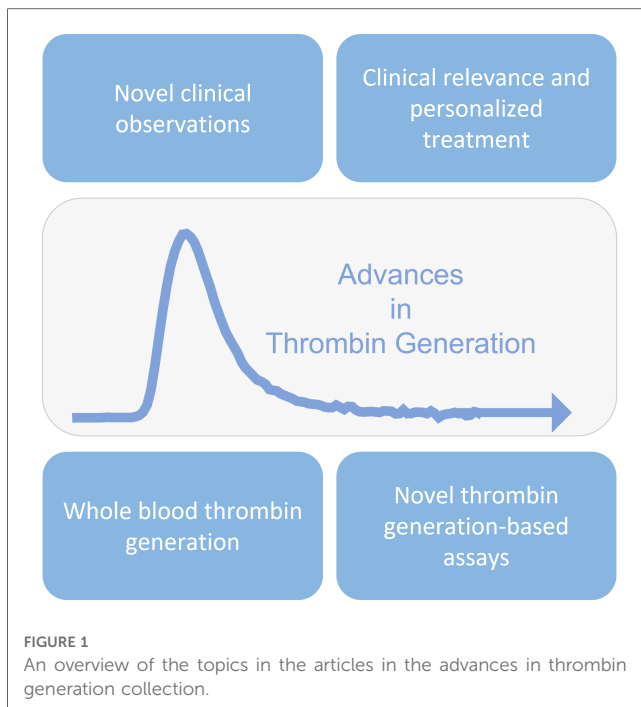 Novel clinical
observations
Clinical relevance and
personalized
treatment
Advances
in
Thrombin Generation
Whole blood thrombin
generation
Novel thrombin
generation-based
assays
FIGURE 1
An overview of the topics in the articles in the advances in thrombin
generation collection.